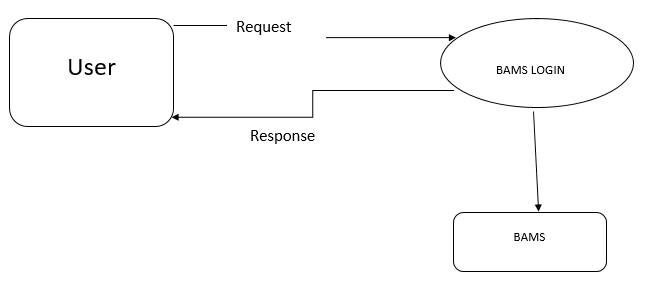 Request
User
BAMS LOGIN
Response
BAMS